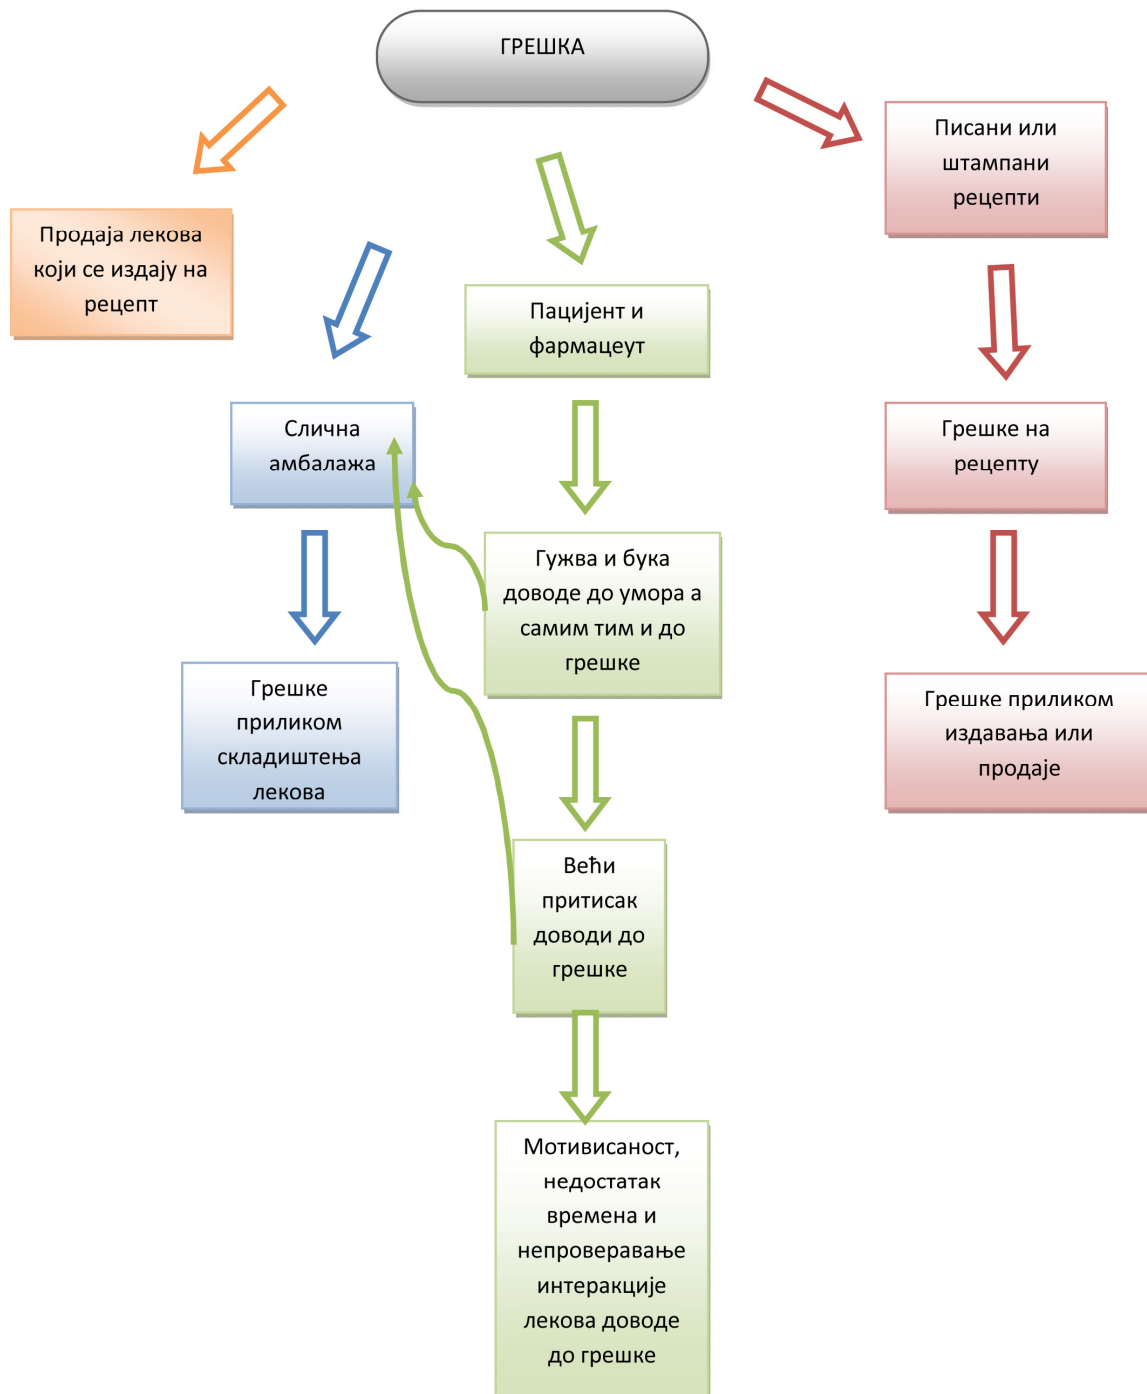 ГРЕШКА
Писани или
штампани
рецепти
Продаја лекова
који се издају на
рецепт
Пацијент и
фармацеут
Слична
амбалажа
Грешке на
рецепту
Гужва и бука
доводе до умора а
самим тим и до
грешке
Грешке
приликом
складиштења
лекова
Грешке приликом
издавања или
продаје
Већи
притисак
доводи до
грешке
Мотивисаност,
недостатак
времена и
непроверавање
интеракције
лекова доводе
до грешке